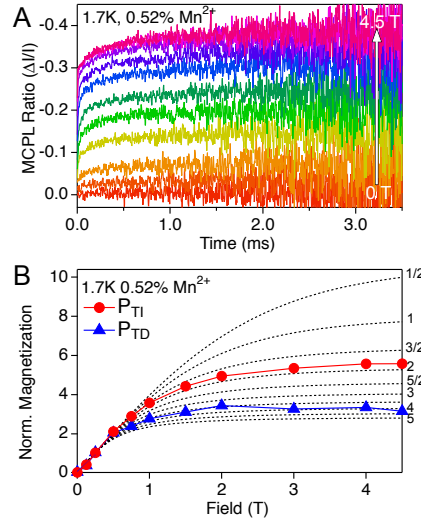 A
1.7K, 0.52% Mn²⁺
4.5 T
0 T
MCPL Ratio (ΔI/I)
-0.4
-0.3
-0.2
-0.1
0.0
0.0 1.0 2.0 3.0
Time (ms)
B
1.7K 0.52% Mn²⁺
P_TI
P_TD
Norm. Magnetization
10
8
6
4
2
0
1/2
1
3/2
2
5/2
3
4
5
0 1 2 3 4
Field (T)